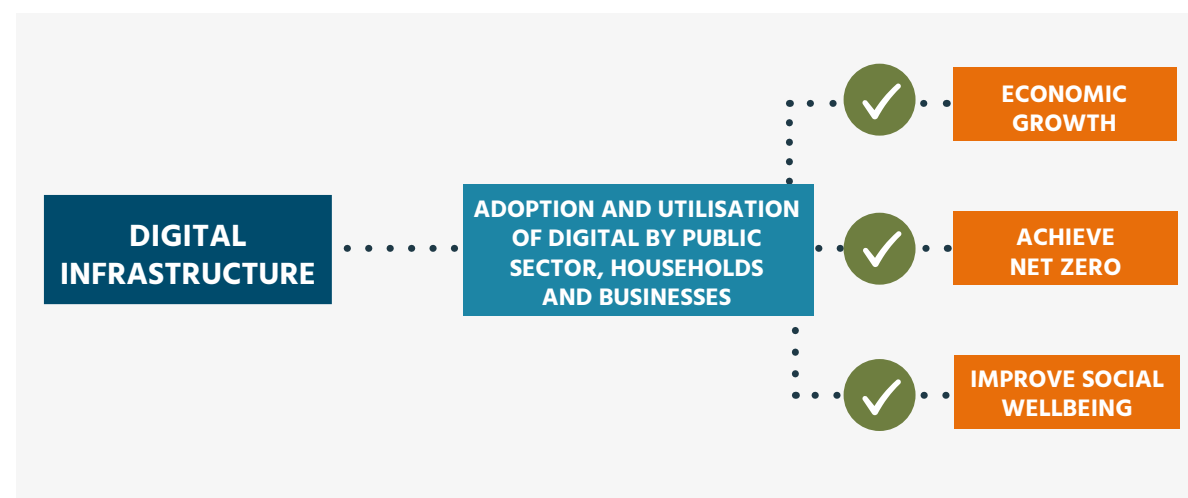 DIGITAL
INFRASTRUCTURE
ADOPTION AND UTILISATION
OF DIGITAL BY PUBLIC
SECTOR, HOUSEHOLDS
AND BUSINESSES
ECONOMIC
GROWTH
ACHIEVE
NET ZERO
IMPROVE SOCIAL
WELLBEING